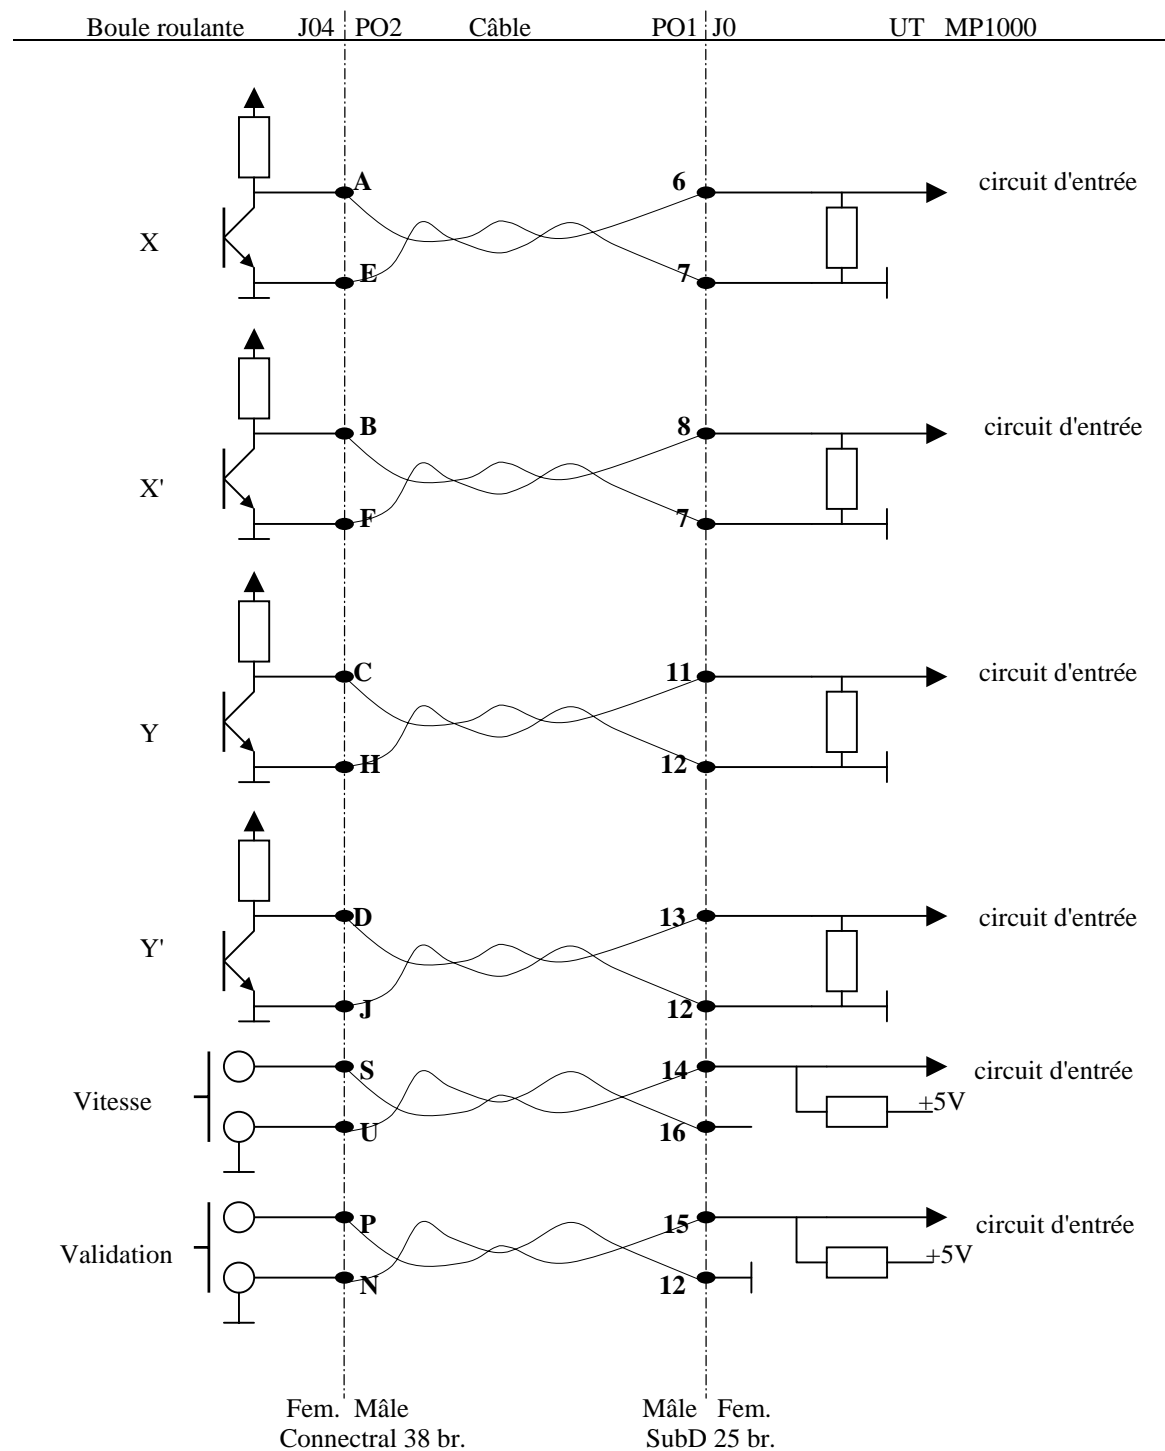 Boule roulante J04 PO2 Câble PO1 J0 UT MP1000
A 6 circuit d'entrée
X
E 7
B 8 circuit d'entrée
X'
F 7
C 11 circuit d'entrée
Y
H 12
D 13 circuit d'entrée
Y'
J 12
S 14 circuit d'entrée
Vitesse +5V
U 16
P 15 circuit d'entrée
Validation +5V
N 12
Fem. Mâle Mâle Fem.
Connectral 38 br. SubD 25 br.